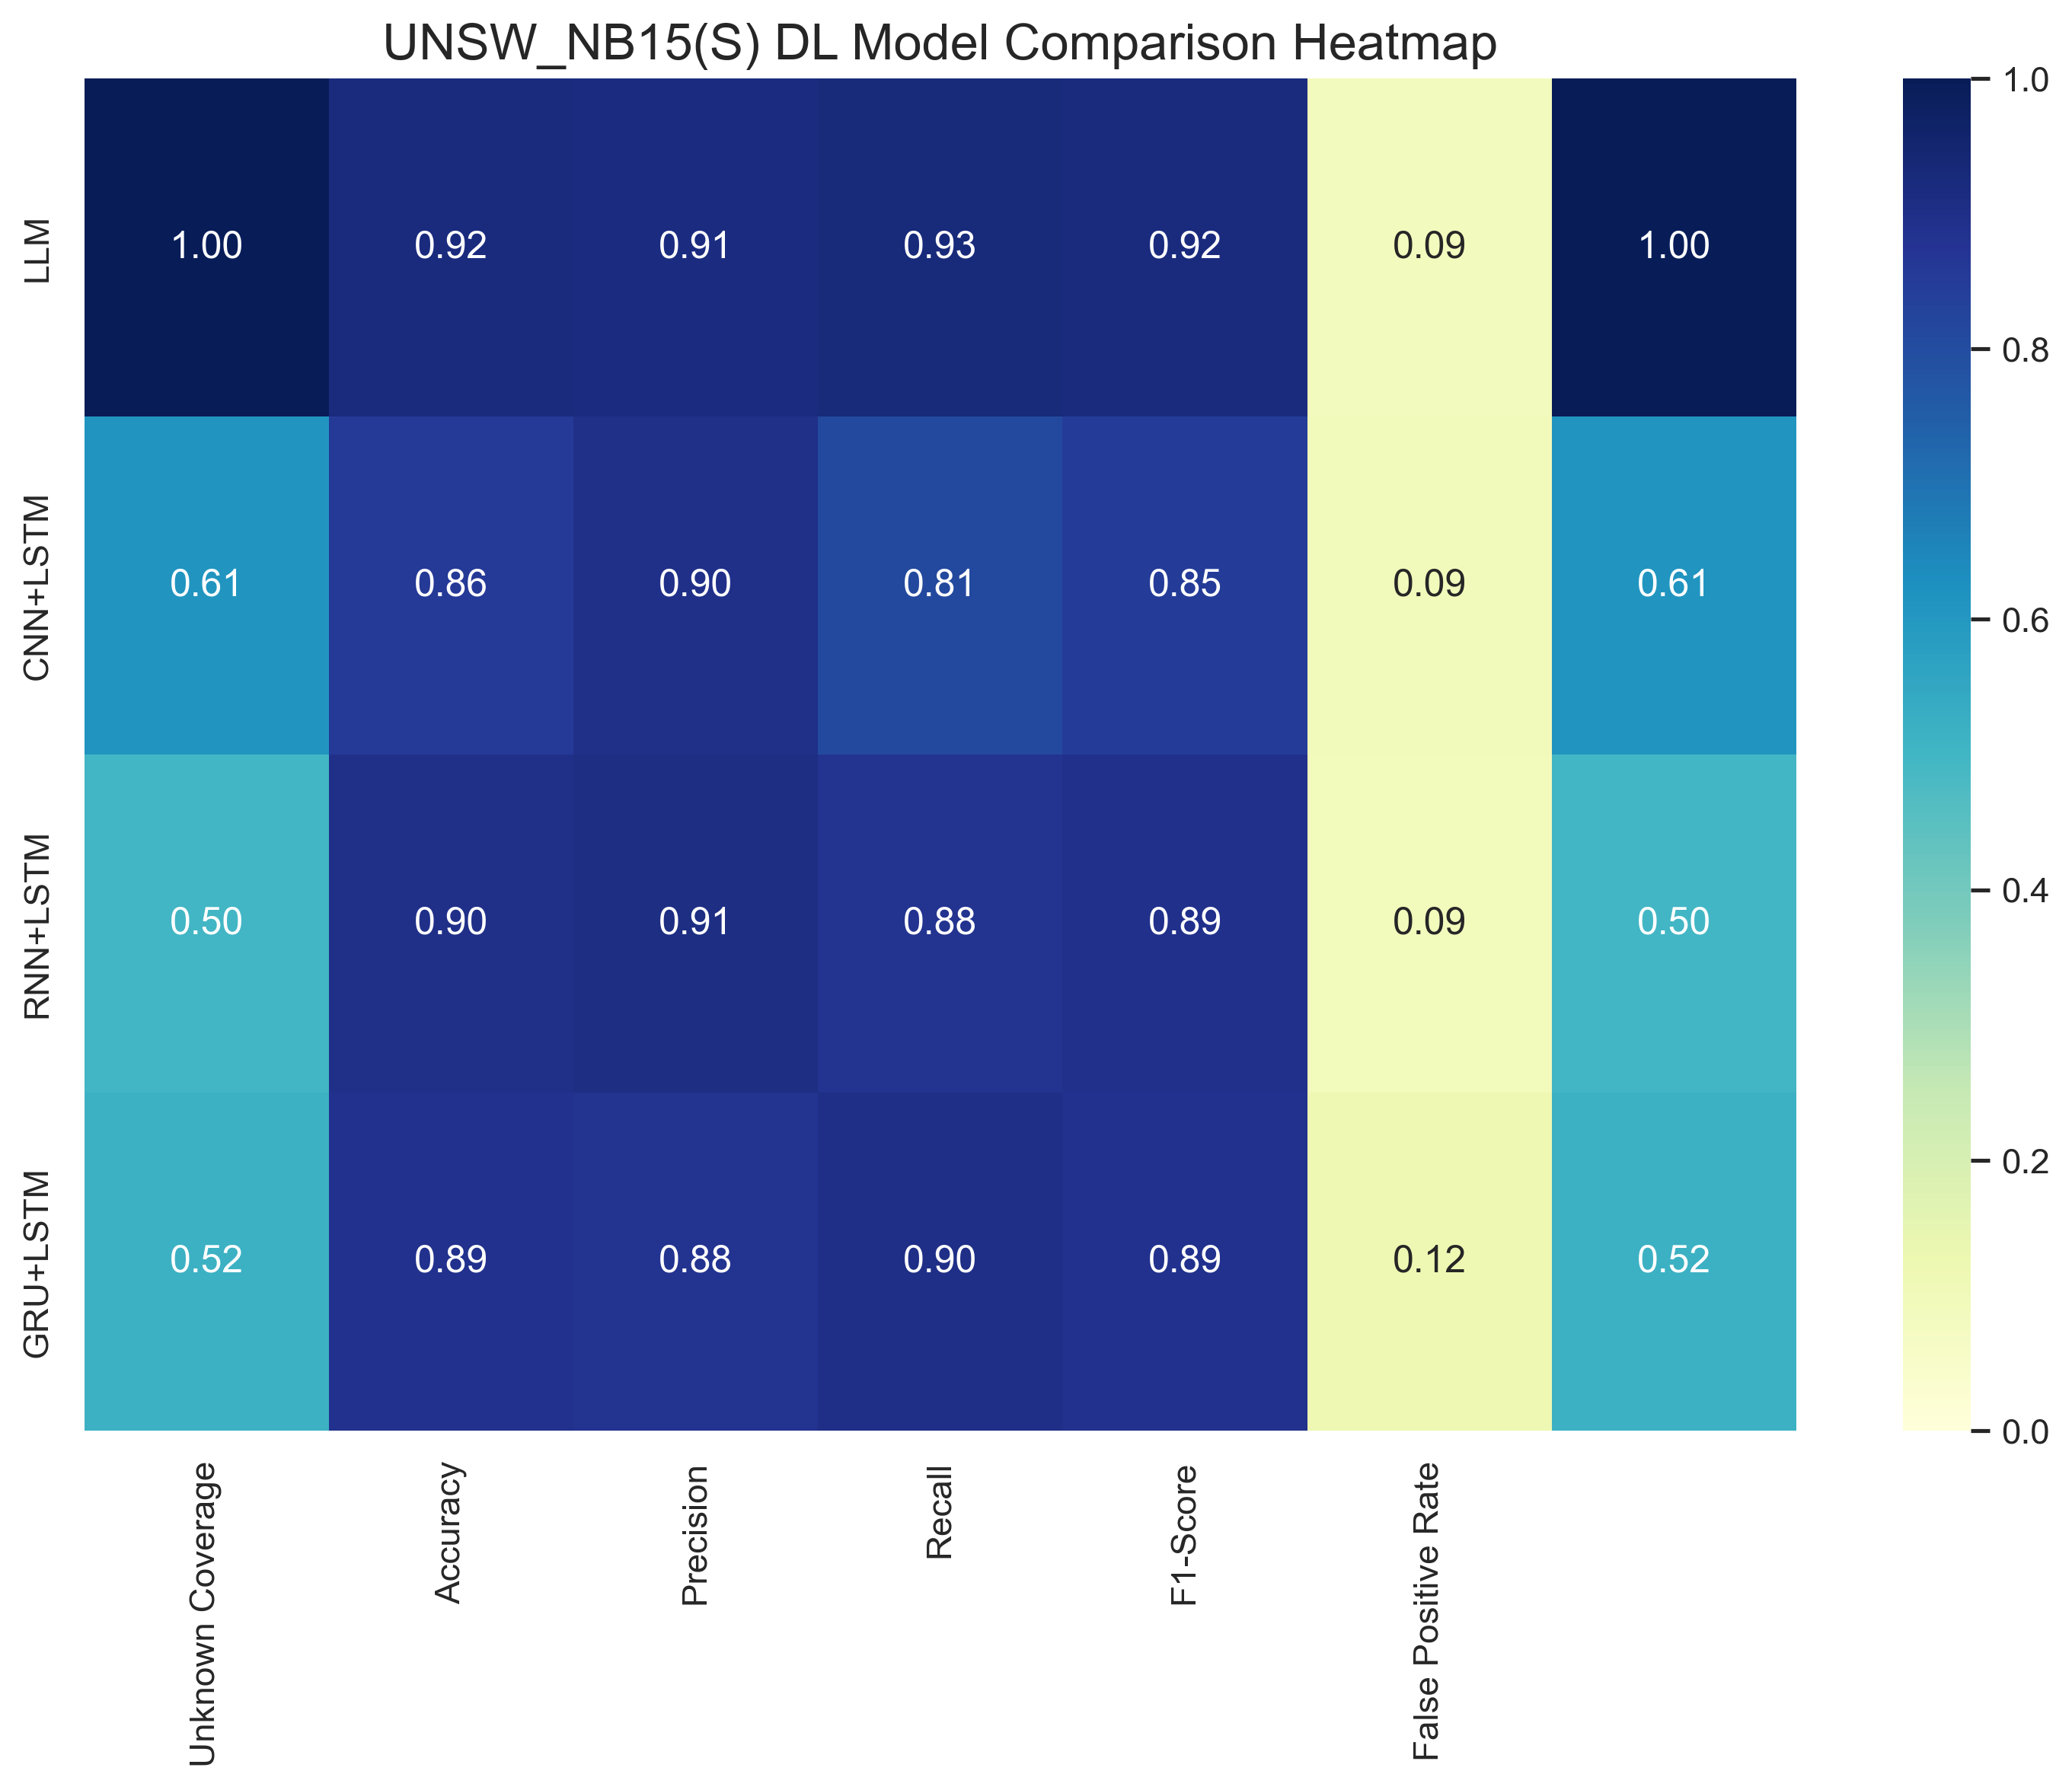 UNSW_NB15(S) DL Model Comparison Heatmap
LLM
1.00 0.92 0.91 0.93 0.92 0.09 1.00
CNN+LSTM
0.61 0.86 0.90 0.81 0.85 0.09 0.61
RNN+LSTM
0.50 0.90 0.91 0.88 0.89 0.09 0.50
GRU+LSTM
0.52 0.89 0.88 0.90 0.89 0.12 0.52
Unknown Coverage
Accuracy
Precision
Recall
F1-Score
False Positive Rate
1.0
0.8
0.6
0.4
0.2
0.0